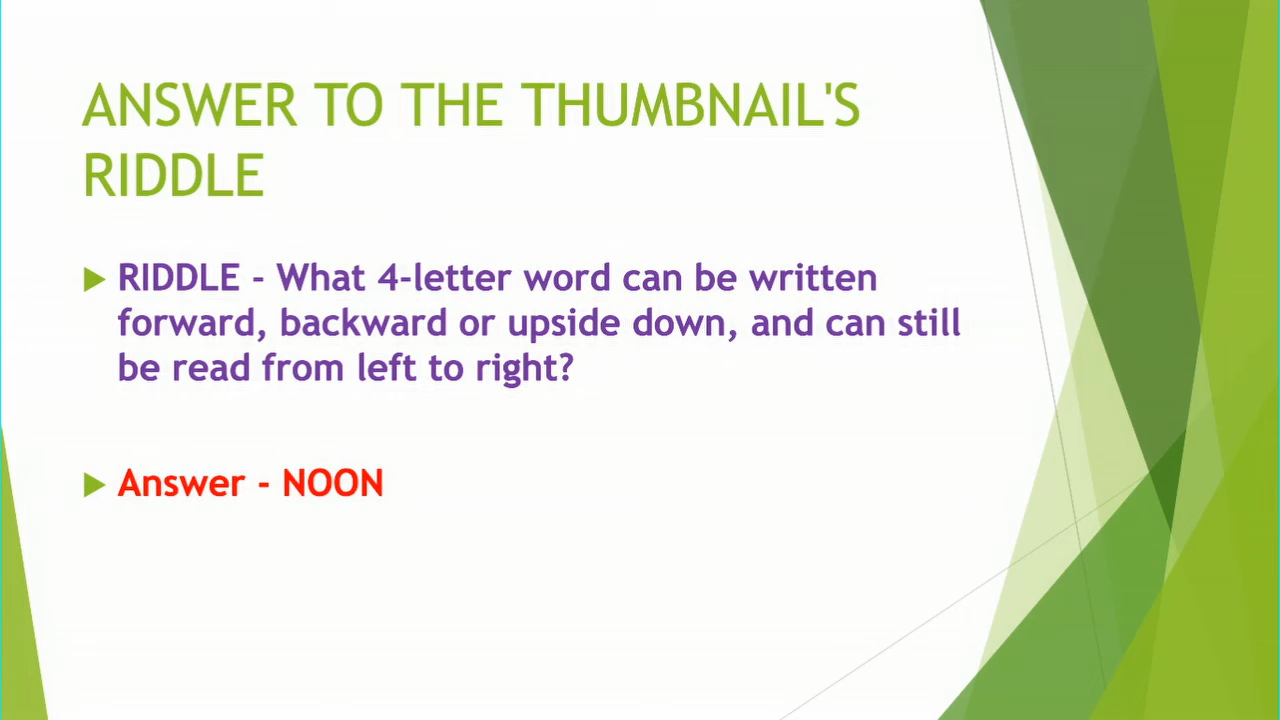 ANSWER TO THE THUMBNAIL'S
RIDDLE
RIDDLE - What 4-letter word can be written
forward, backward or upside down, and can still
be read from left to right?
Answer - NOON